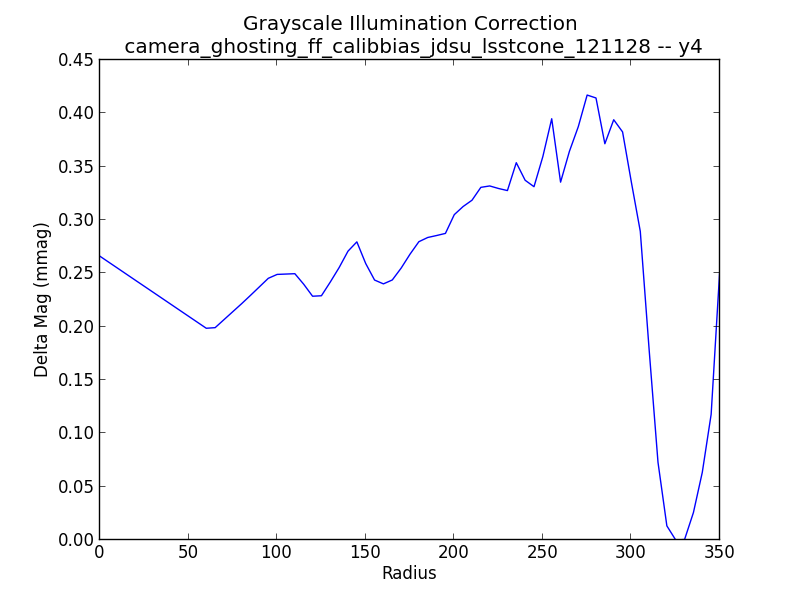 Grayscale Illumination Correction
camera_ghosting_ff_calibbias_jdsu_lsstcone_121128 -- y4
0.45
0.40
0.35
0.30
0.25
0.20
0.15
0.10
0.05
0.00
Delta Mag (mmag)
0 50 100 150 200 250 300 350
Radius